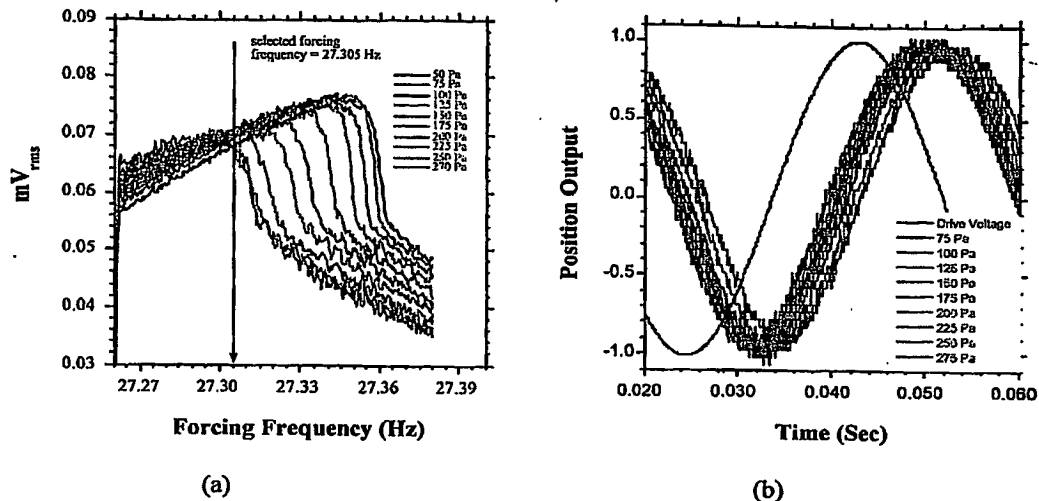 0.09
0.08
0.07
0.06
0.05
0.04
0.03
mVrms
selected forcing
frequency = 27.305 Hz
50 Pa
75 Pa
100 Pa
125 Pa
150 Pa
175 Pa
200 Pa
225 Pa
250 Pa
270 Pa
27.27
27.30
27.33
27.36
27.39
Forcing Frequency (Hz)
(a)
1.0
0.5
0.0
-0.5
-1.0
Position Output
Drive Voltage
75 Pa
100 Pa
125 Pa
150 Pa
175 Pa
200 Pa
225 Pa
250 Pa
275 Pa
0.020
0.030
0.040
0.050
0.060
Time (Sec)
(b)